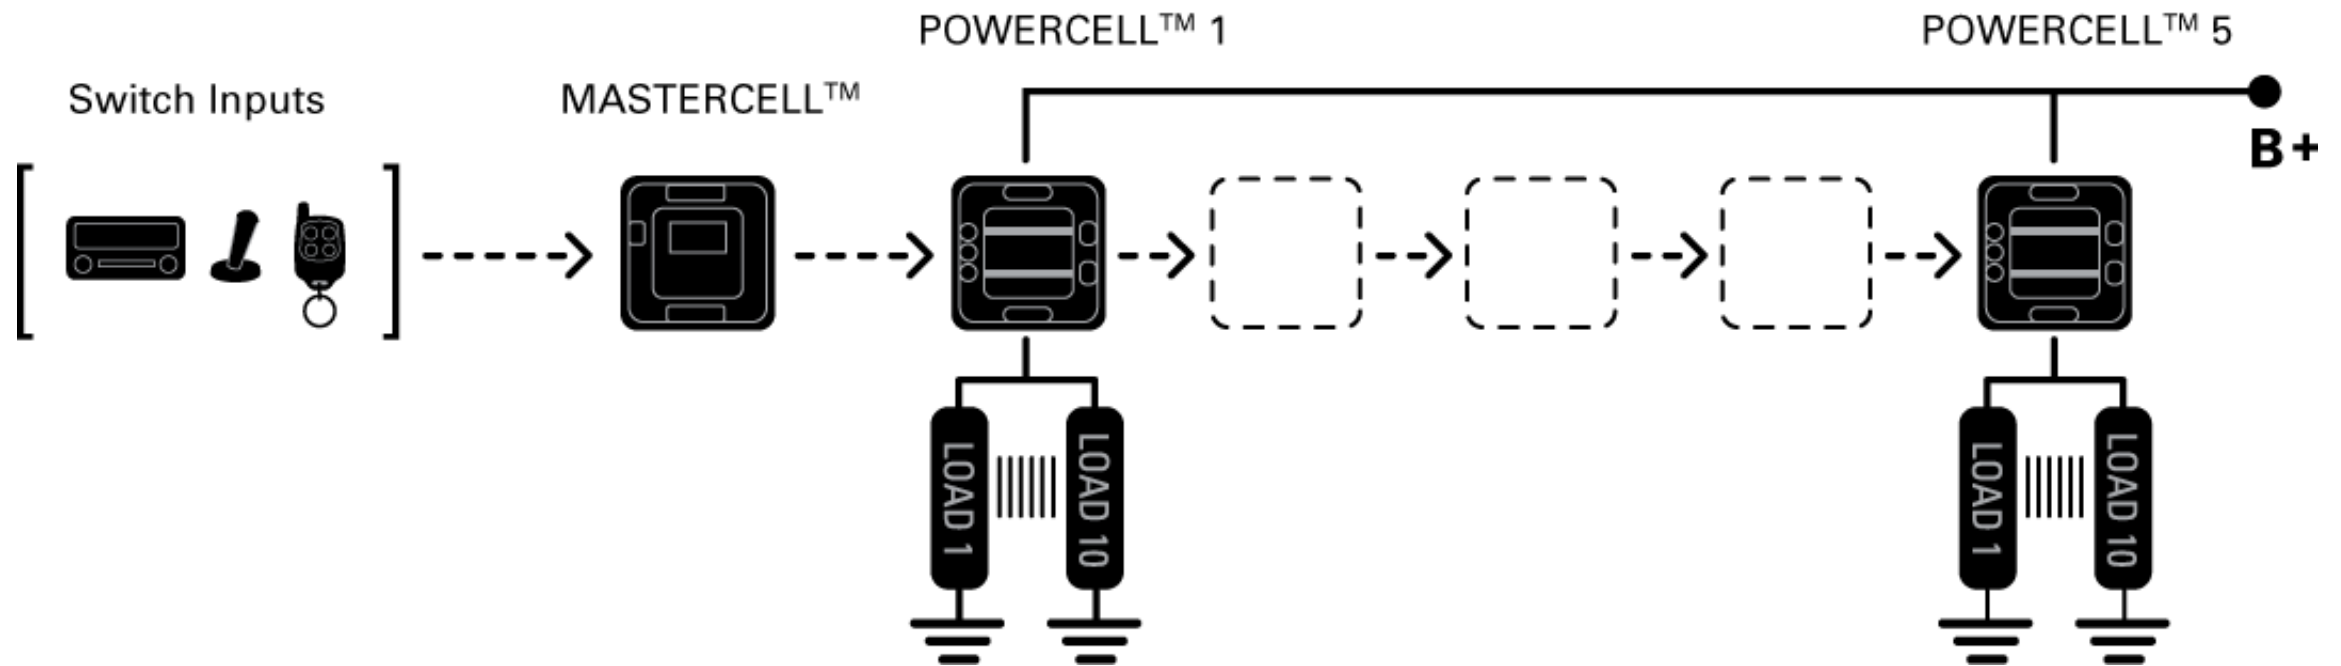 POWERCELL™ 1
POWERCELL™ 5
Switch Inputs
MASTERCELL™
B+
LOAD 1
LOAD 10
LOAD 1
LOAD 10